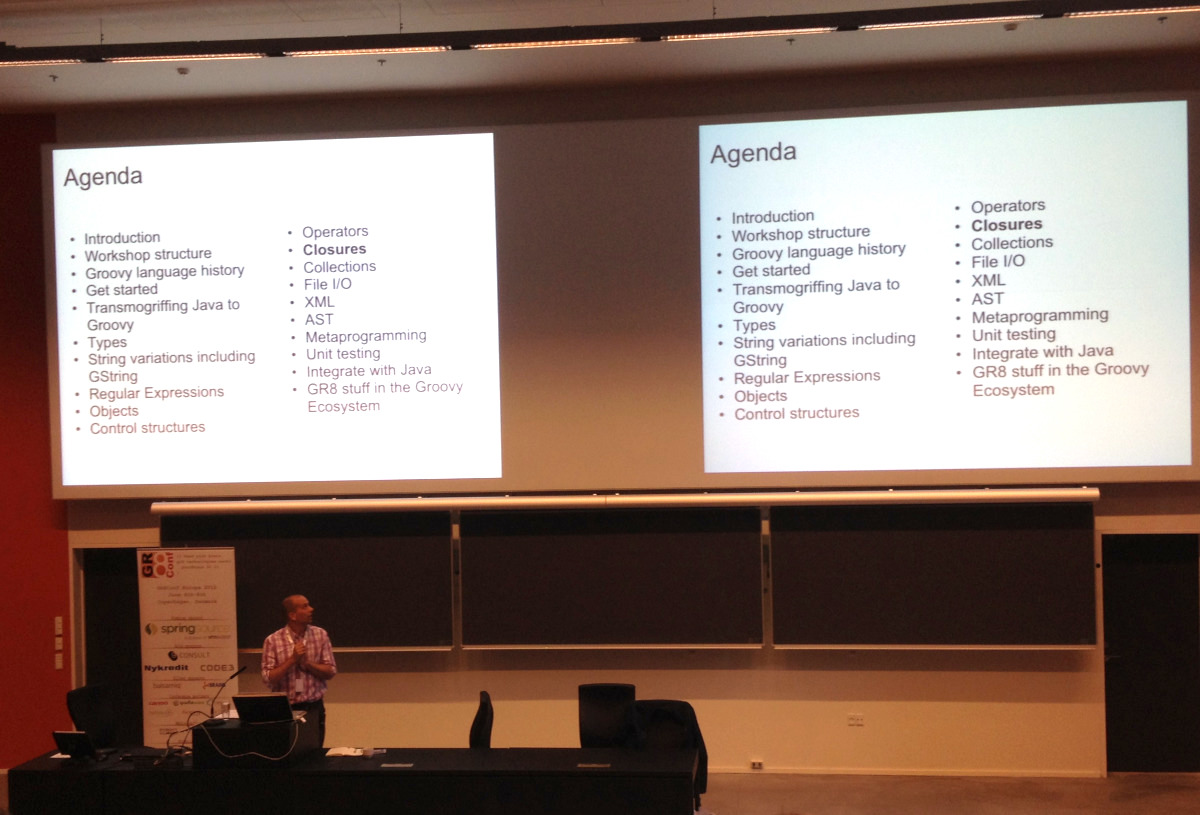 Agenda
• Introduction
• Workshop structure
• Groovy language history
• Get started
• Transmogriffing Java to
Groovy
• Types
• String variations including
GString
• Regular Expressions
• Objects
• Control structures
• Operators
• Closures
• Collections
• File I/O
• XML
• AST
• Metaprogramming
• Unit testing
• Integrate with Java
• GR8 stuff in the Groovy
Ecosystem
Agenda
• Introduction
• Workshop structure
• Groovy language history
• Get started
• Transmogriffing Java to
Groovy
• Types
• String variations including
GString
• Regular Expressions
• Objects
• Control structures
• Operators
• Closures
• Collections
• File I/O
• XML
• AST
• Metaprogramming
• Unit testing
• Integrate with Java
• GR8 stuff in the Groovy
Ecosystem
GR8
Conf
springsource
Nykredit CODE3